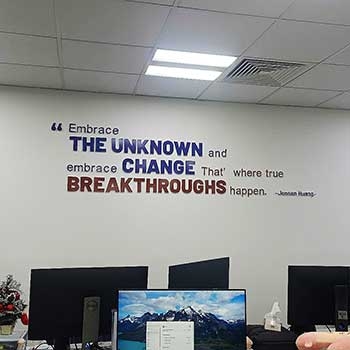 “ Embrace
THE UNKNOWN and
embrace CHANGE That' where true
BREAKTHROUGHS happen. -Jensen Huang-